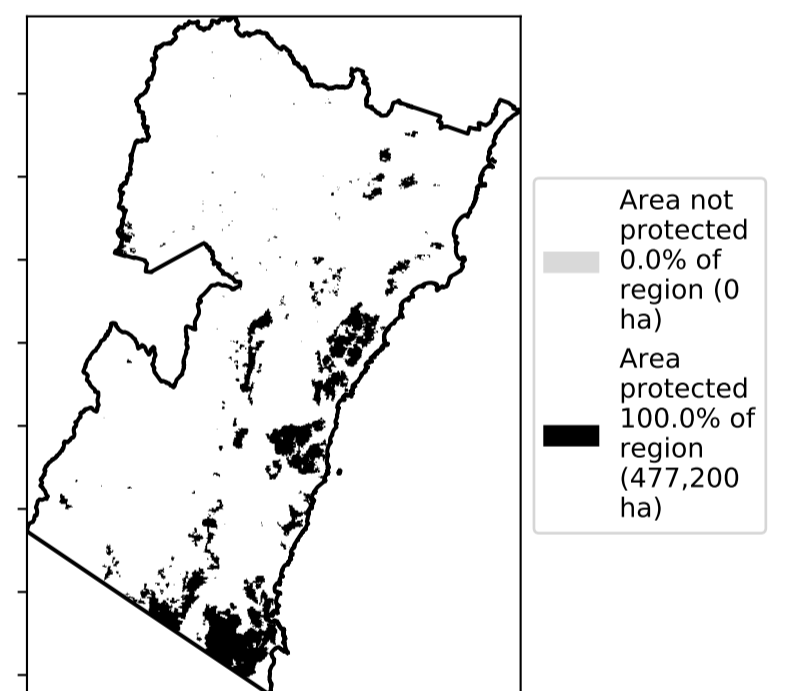 Area not
protected
0.0% of
region (0
ha)
Area
protected
100.0% of
region
(477,200
ha)